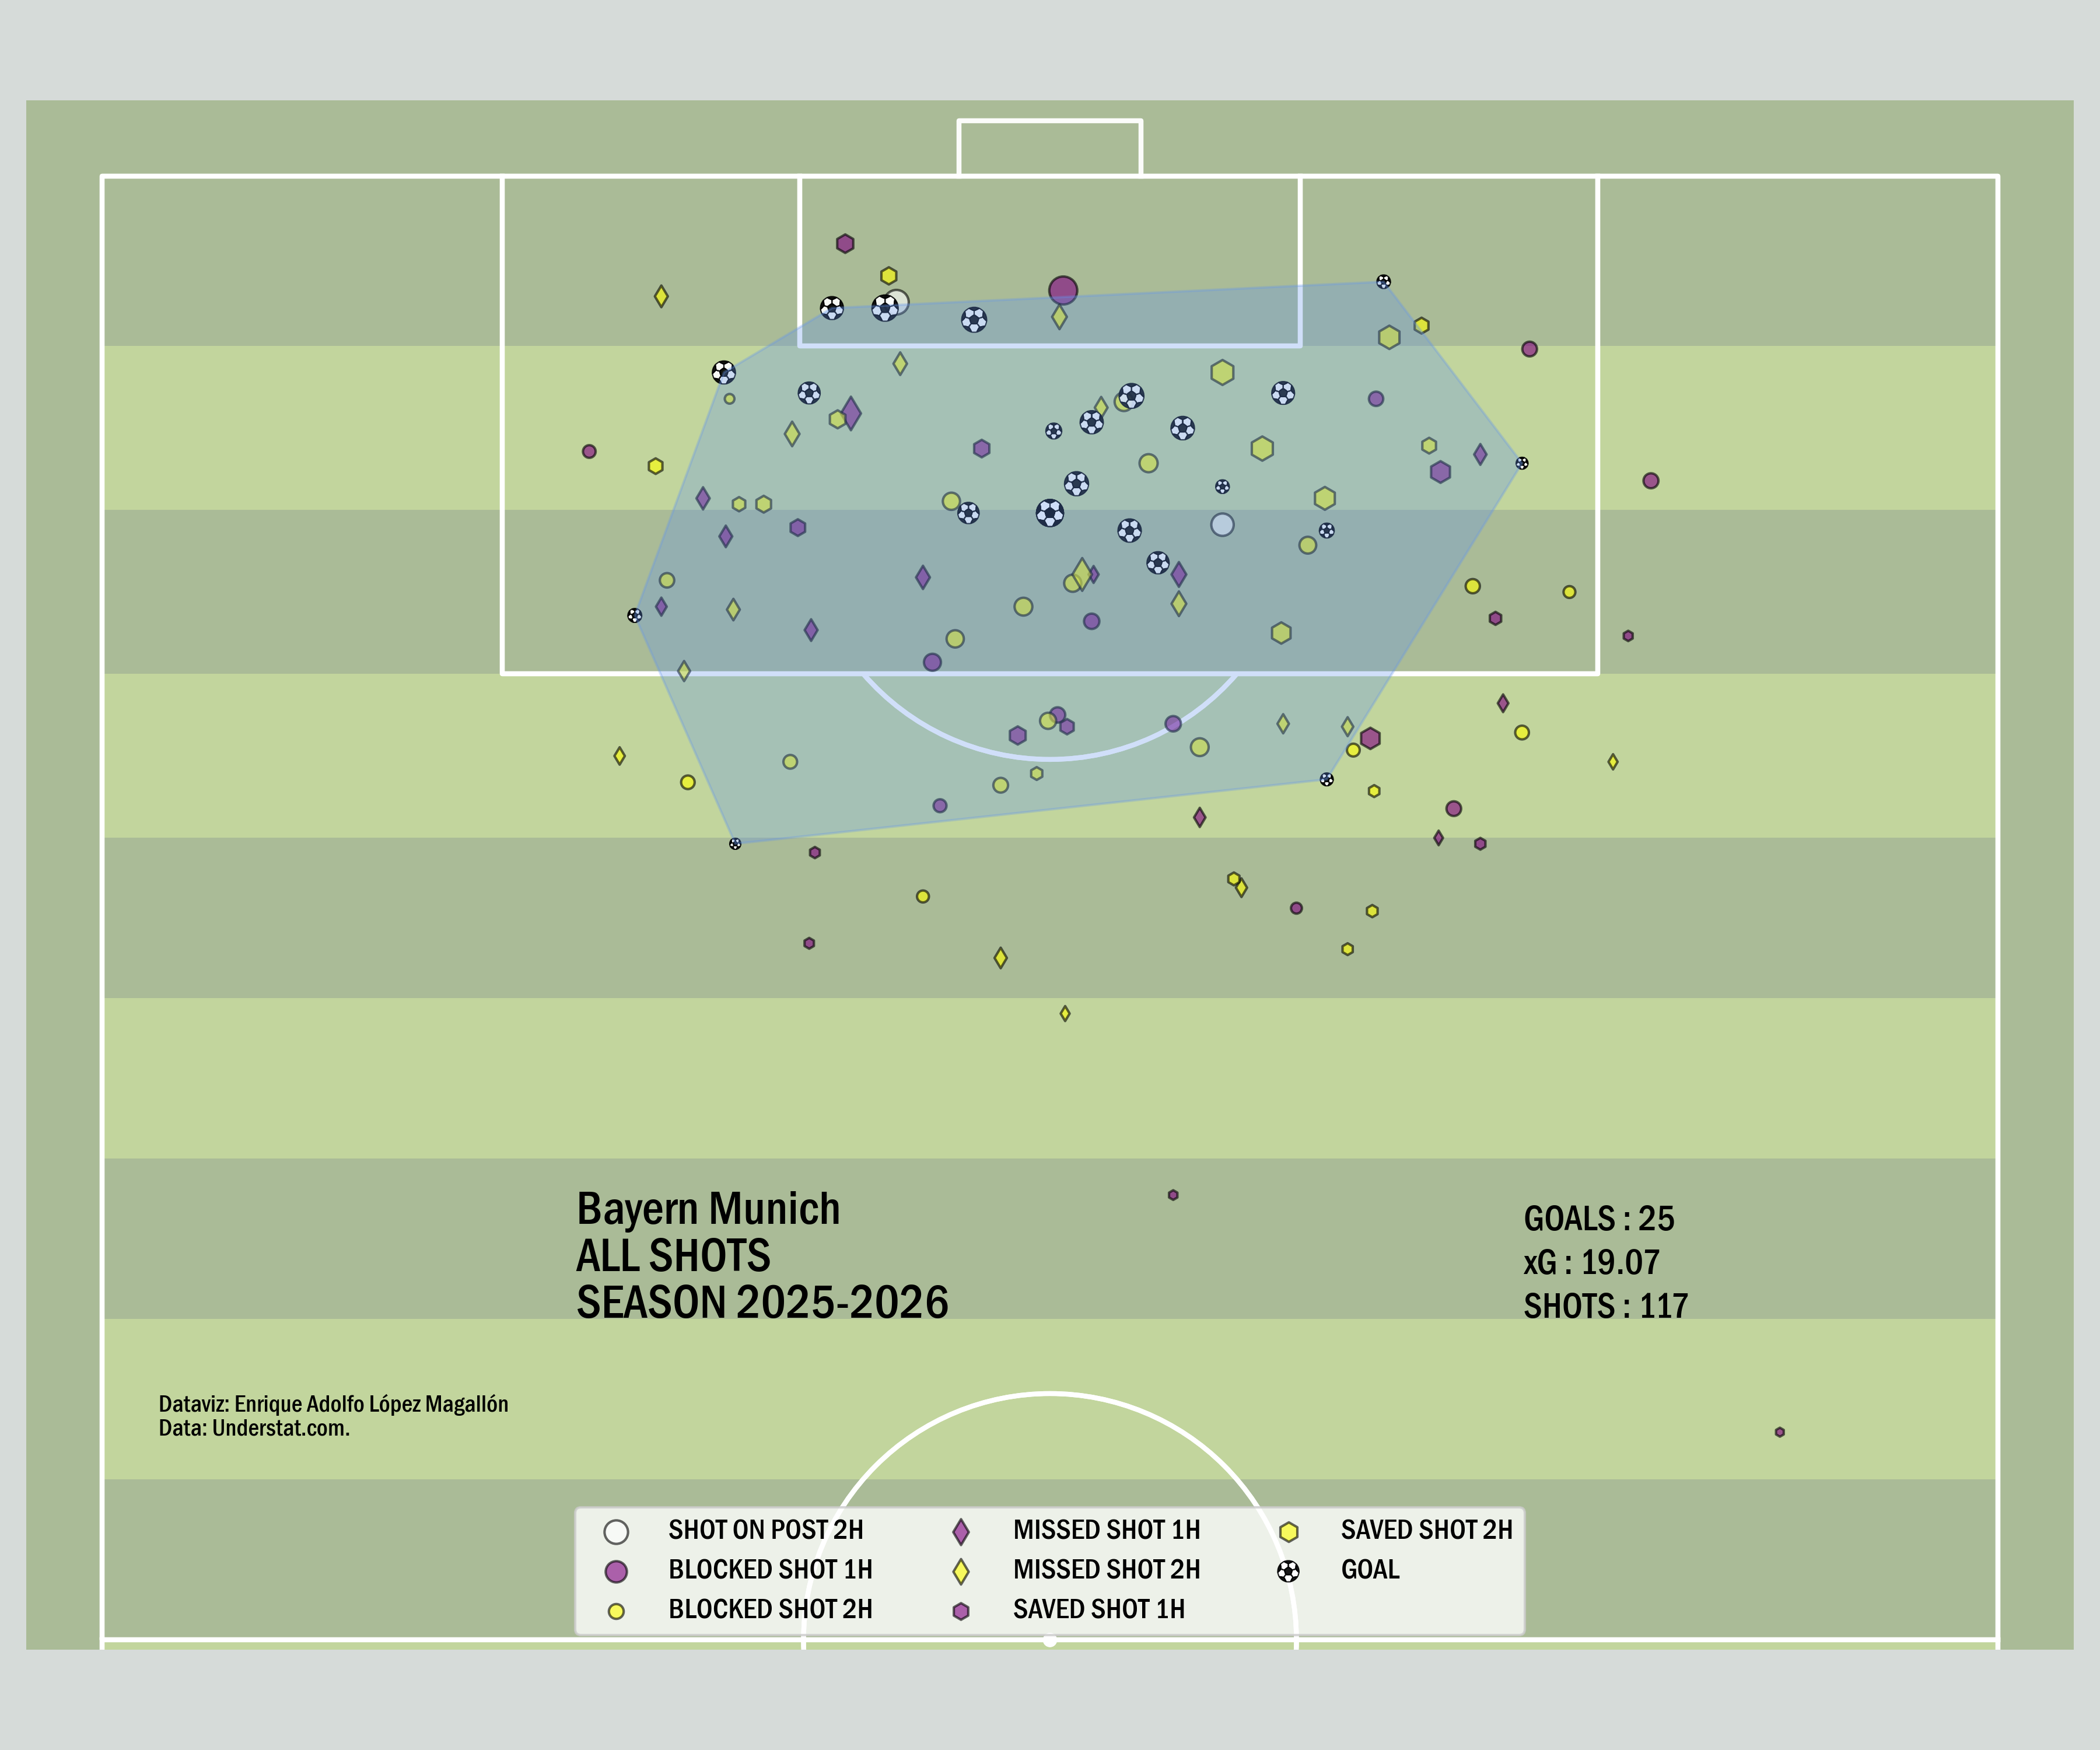 Bayern Munich
ALL SHOTS
SEASON 2025-2026
GOALS : 25
xG : 19.07
SHOTS : 117
Dataviz: Enrique Adolfo López Magallón
Data: Understat.com.
SHOT ON POST 2H
BLOCKED SHOT 1H
BLOCKED SHOT 2H
MISSED SHOT 1H
MISSED SHOT 2H
SAVED SHOT 1H
SAVED SHOT 2H
GOAL